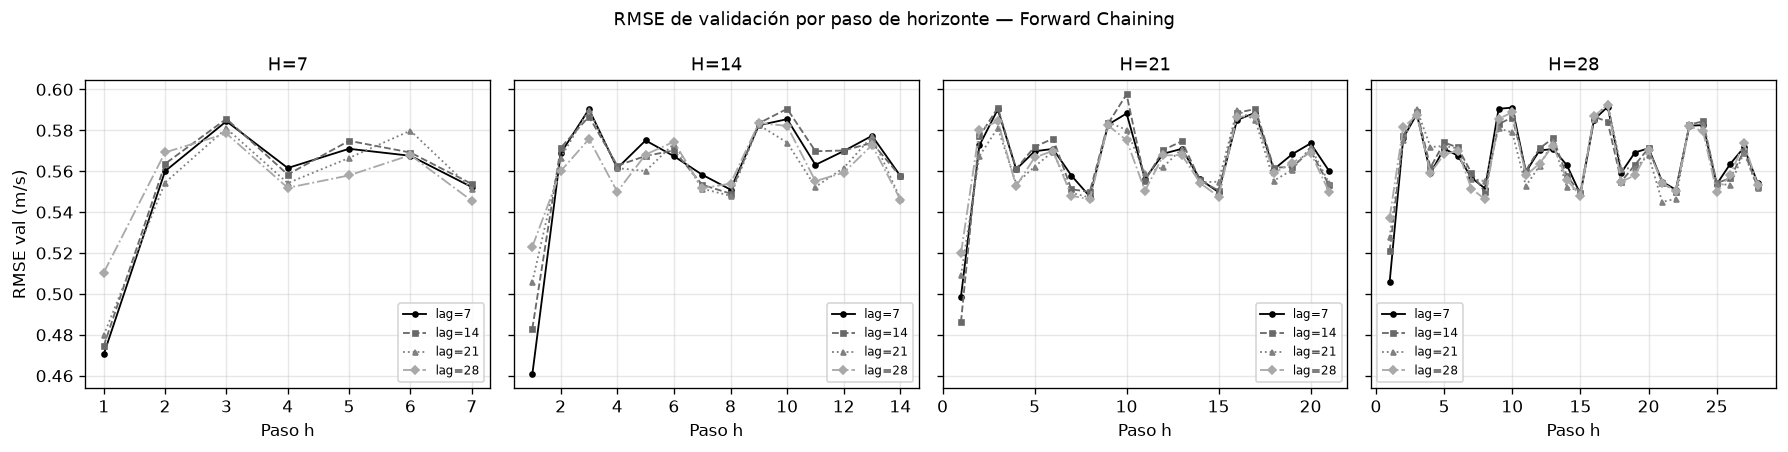 RMSE de validación por paso de horizonte — Forward Chaining
H=7
H=14
H=21
H=28
RMSE val (m/s)
0.60
0.58
0.56
0.54
0.52
0.50
0.48
0.46
lag=7
lag=14
lag=21
lag=28
1 2 3 4 5 6 7
Paso h
lag=7
lag=14
lag=21
lag=28
2 4 6 8 10 12 14
Paso h
lag=7
lag=14
lag=21
lag=28
0 5 10 15 20
Paso h
lag=7
lag=14
lag=21
lag=28
0 5 10 15 20 25
Paso h